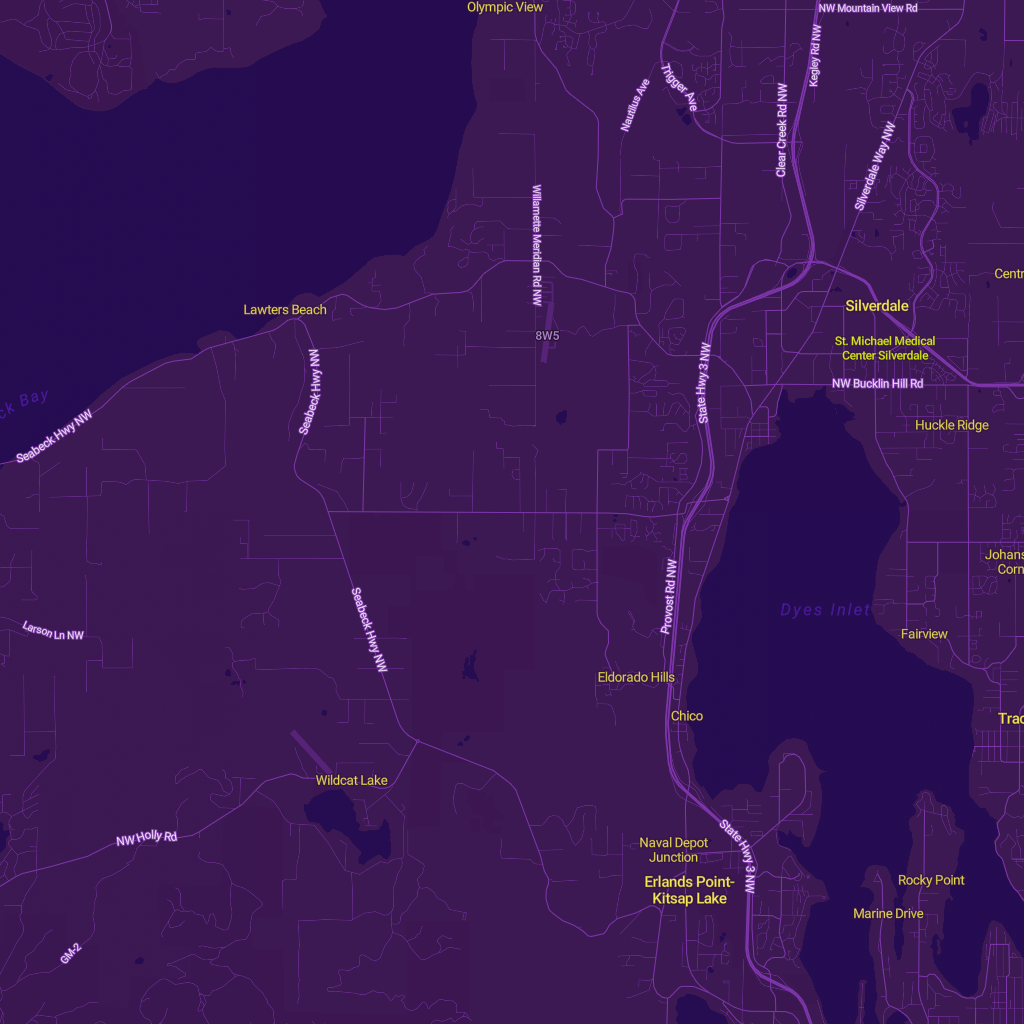 Olympic View
NW Mountain View Rd
Kegley Rd NW
Trigger Ave
Nautilus Ave
Clear Creek Rd NW
Silverdale Way NW
Willamette Meridian Rd NW
Centr
Lawters Beach
Silverdale
8W5
St. Michael Medical
Center Silverdale
State Hwy 3 NW
NW Bucklin Hill Rd
Seabeck Hwy NW
ck Bay
Seabeck Hwy NW
Huckle Ridge
Johans
Corn
Provost Rd NW
Dyes Inlet
Seabeck Hwy NW
Larson Ln NW
Fairview
Eldorado Hills
Chico
Trac
Wildcat Lake
NW Holly Rd
State Hwy 3 NW
Naval Depot
Junction
Erlands Point-
Kitsap Lake
Rocky Point
Marine Drive
GM-2